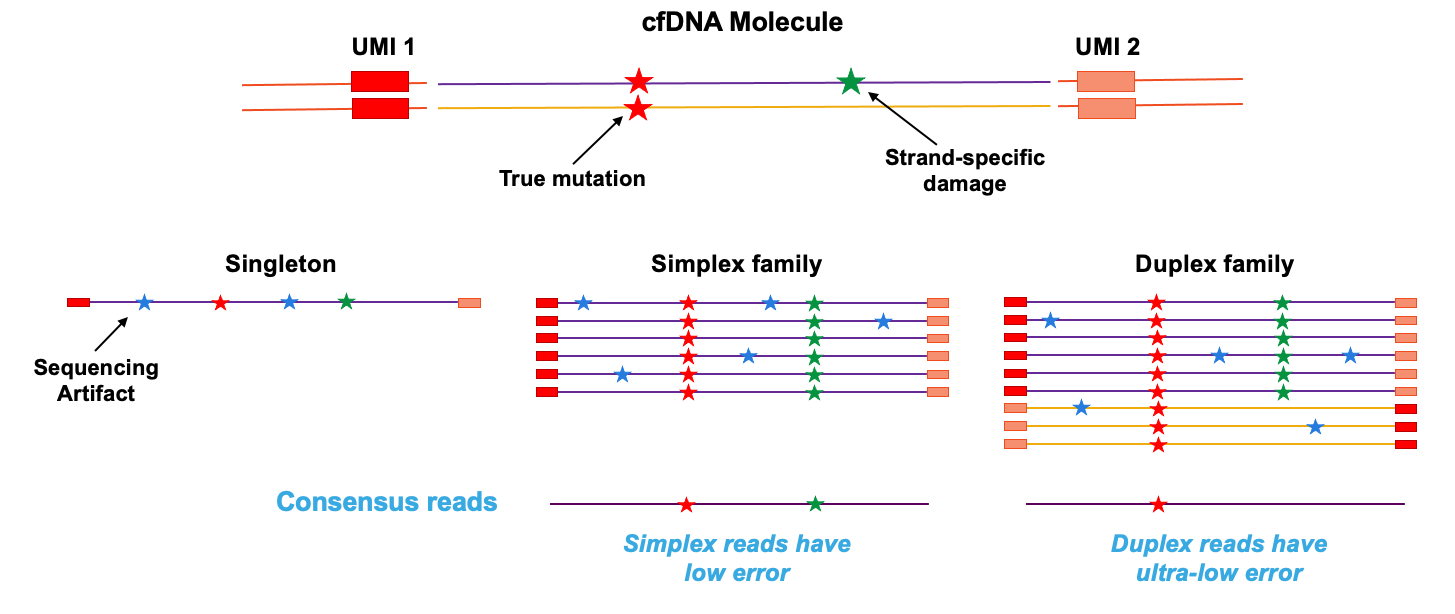 cfDNA Molecule
UMI 1
UMI 2
True mutation
Strand-specific
damage
Singleton
Simplex family
Duplex family
Sequencing
Artifact
Consensus reads
Simplex reads have
low error
Duplex reads have
ultra-low error